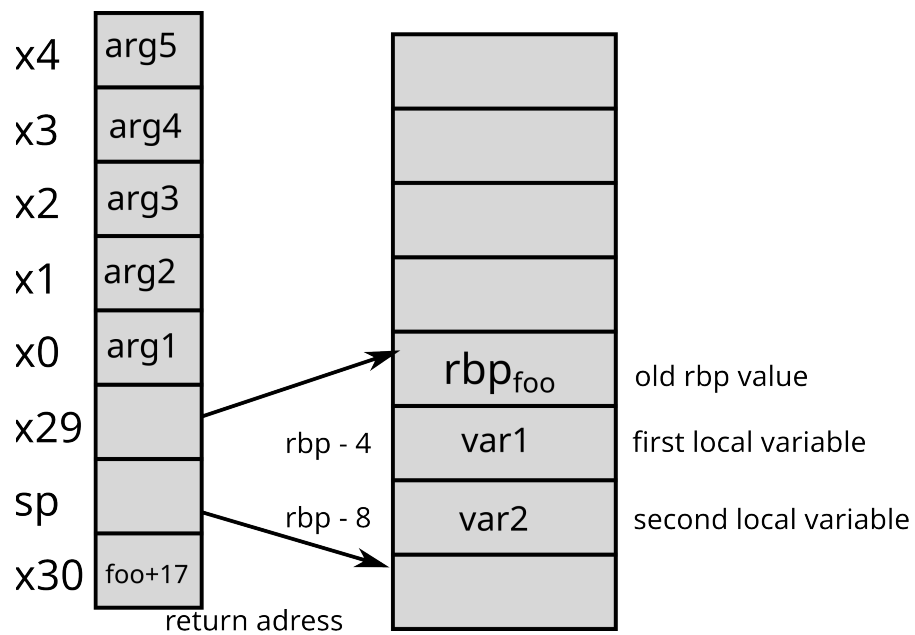 x4 arg5
x3 arg4
x2 arg3
x1 arg2
x0 arg1
rbpfoo old rbp value
x29
rbp - 4 var1 first local variable
sp
rbp - 8 var2 second local variable
x30 foo+17
return adress